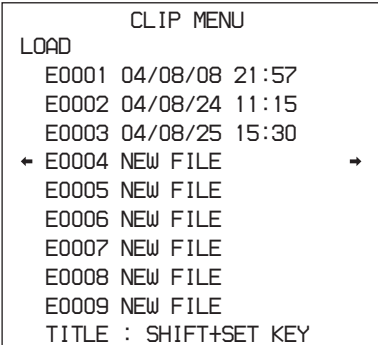 CLIP MENU
LOAD
E0001 04/08/08 21:57
E0002 04/08/24 11:15
E0003 04/08/25 15:30
← E0004 NEW FILE →
E0005 NEW FILE
E0006 NEW FILE
E0007 NEW FILE
E0008 NEW FILE
E0009 NEW FILE
TITLE : SHIFT+SET KEY